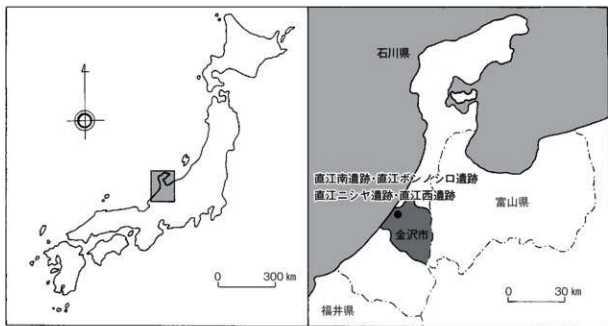 0 300 km
石川県
直江南遺跡・直江ボンノシロ遺跡
直江ニシヤ遺跡・直江西遺跡
富山県
金沢市
福井県
0 30 km